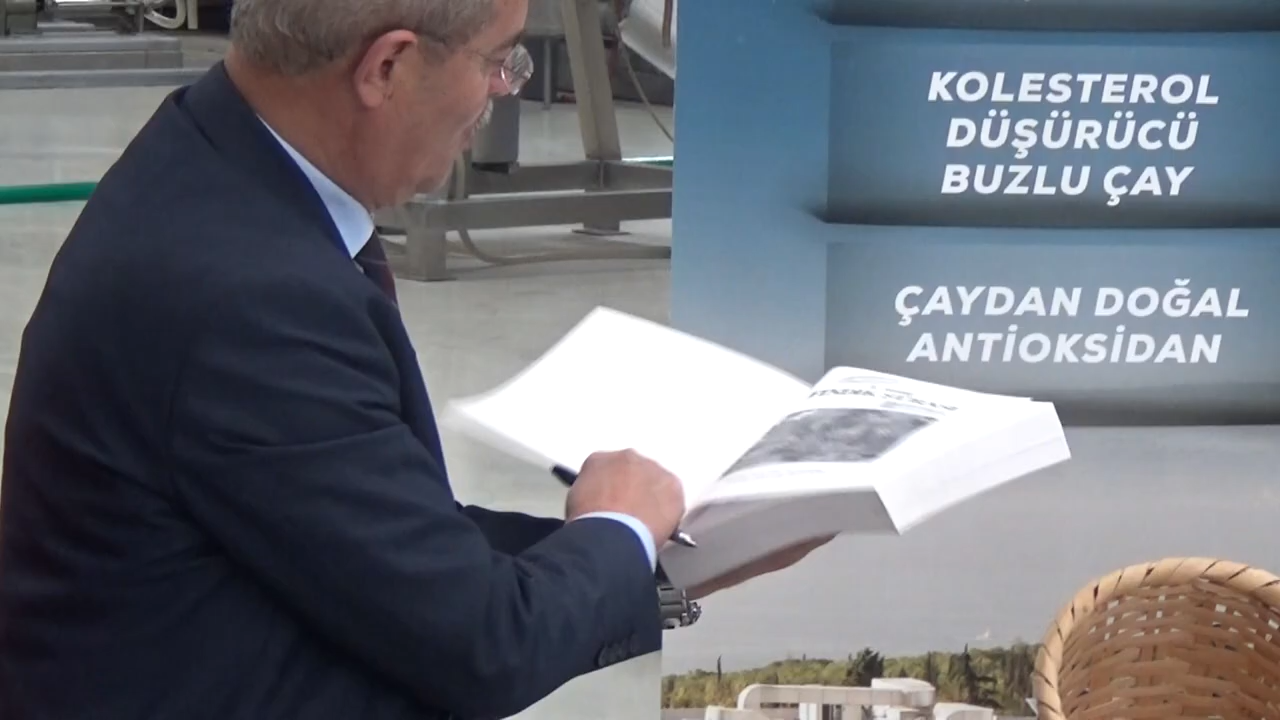 KOLESTEROL
DÜŞÜRÜCÜ
BUZLU ÇAY
ÇAYDAN DOĞAL
ANTİOKSİDAN